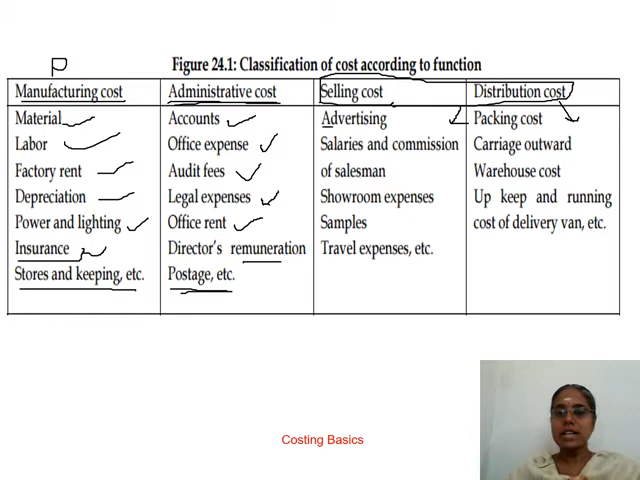 P
Figure 24.1: Classification of cost according to function
Manufacturing cost
Material
Labor
Factory rent
Depreciation
Power and lighting
Insurance
Stores and keeping, etc.
Administrative cost
Accounts
Office expense
Audit fees
Legal expenses
Office rent
Director's remuneration
Postage, etc.
Selling cost
Advertising
Salaries and commission
of salesman
Showroom expenses
Samples
Travel expenses, etc.
Distribution cost
Packing cost
Carriage outward
Warehouse cost
Up keep and running
cost of delivery van, etc.
Costing Basics